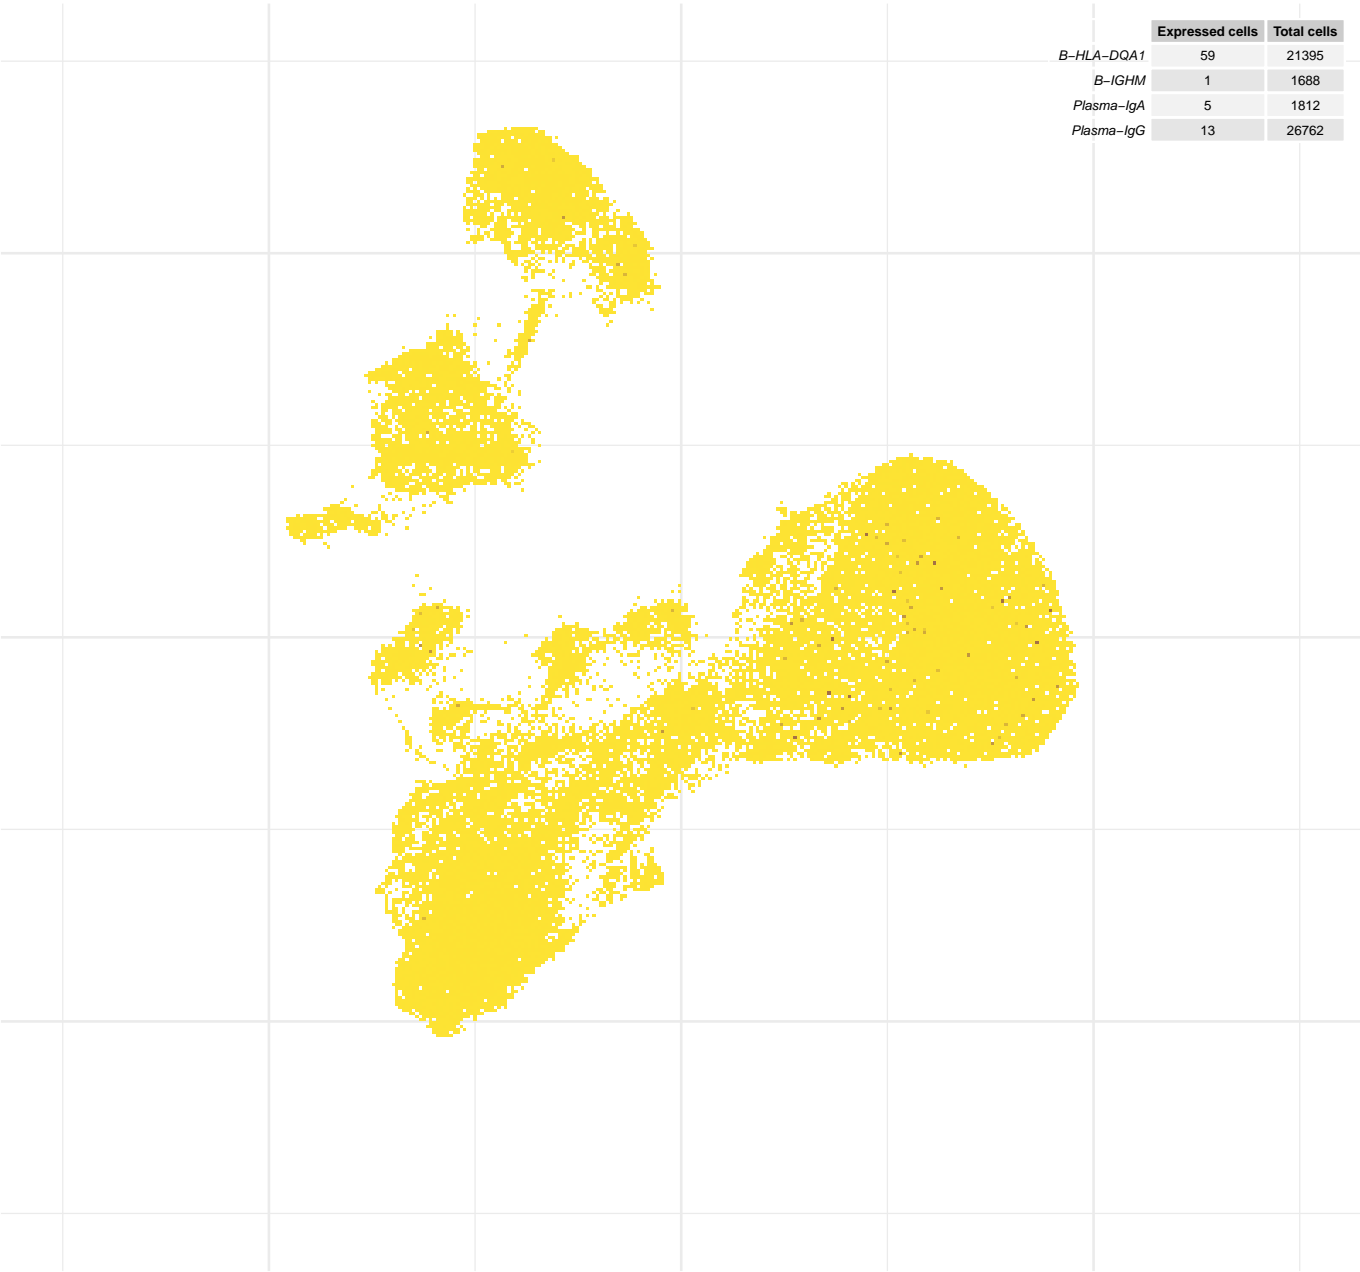 Expressed cells Total cells
B−HLA−DQA1 59 21395
B−IGHM 1 1688
Plasma−IgA 5 1812
Plasma−IgG 13 26762